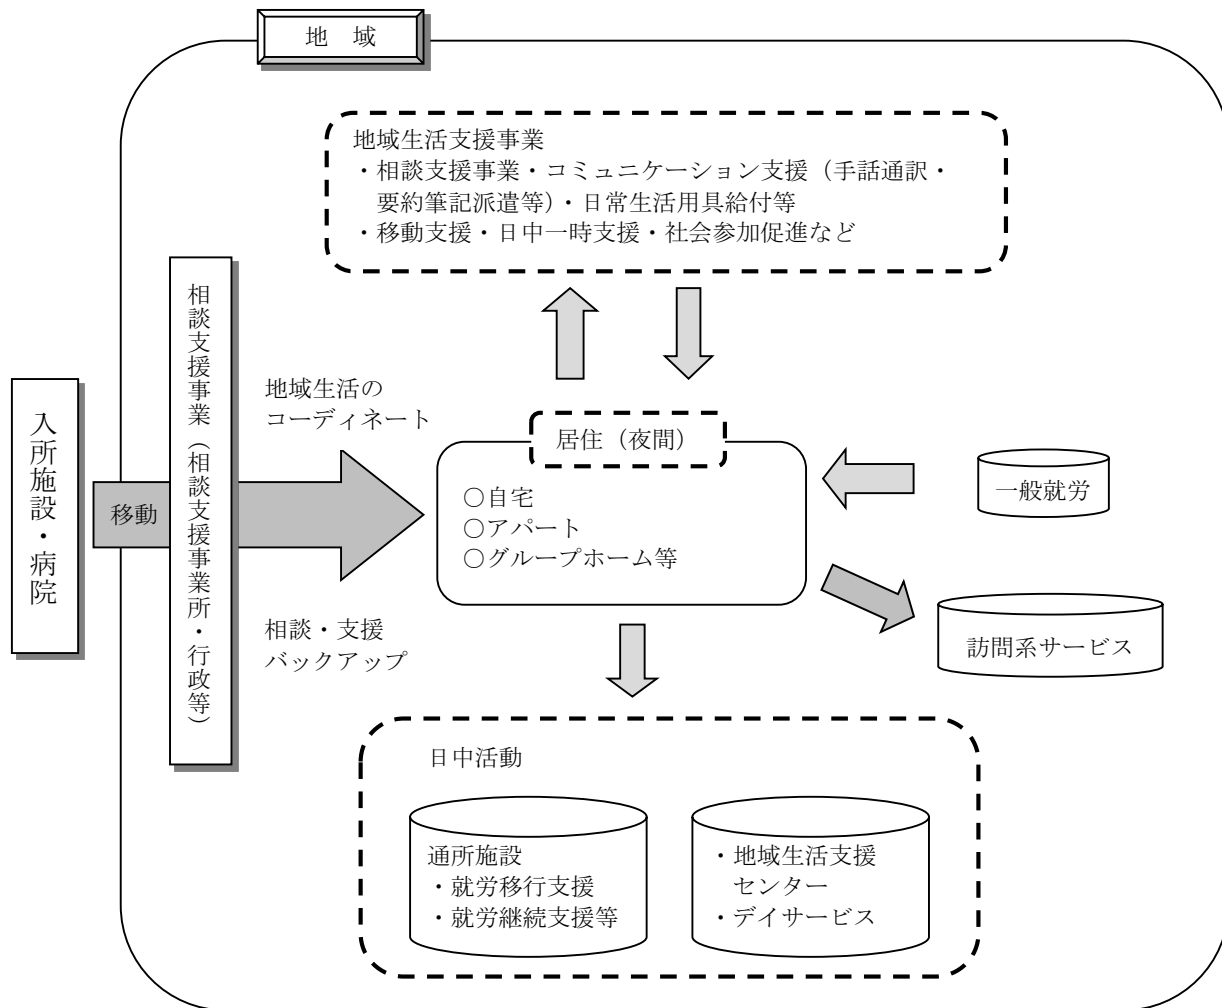 地　域
地域生活支援事業
・相談支援事業・コミュニケーション支援（手話通訳・
要約筆記派遣等）・日常生活用具給付等
・移動支援・日中一時支援・社会参加促進など
入所施設・病院
移動
相談支援事業（相談支援事業所・行政等）
地域生活の
コーディネート
相談・支援
バックアップ
居住（夜間）
○自宅
○アパート
○グループホーム等
一般就労
訪問系サービス
日中活動
通所施設
・就労移行支援
・就労継続支援等
・地域生活支援
センター
・デイサービス